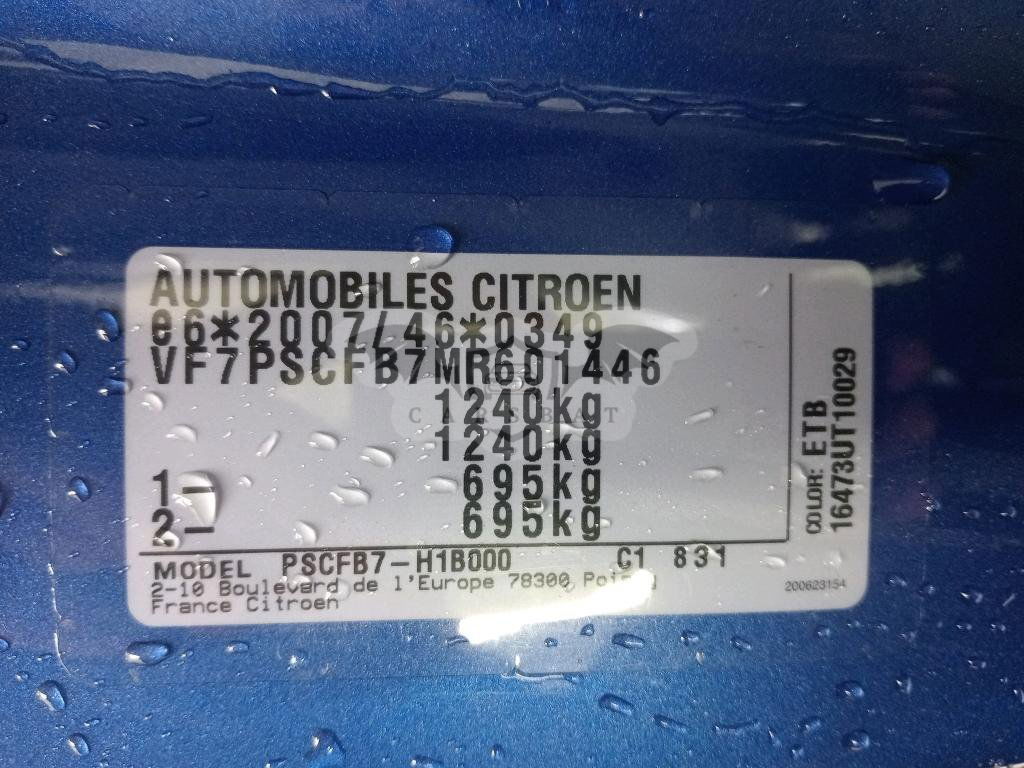 AUTOMOBILES CITROEN
e6*2007/46*0349
VF7PSCFB7MR601446
1240kg
1240kg
1- 695kg
2- 695kg
MODEL PSCFB7-H1B000 C1 831
2-10 Boulevard de l'Europe 78300
France Citroen
200623154
COLOR: ETB
16473UT10029
CARSBAT